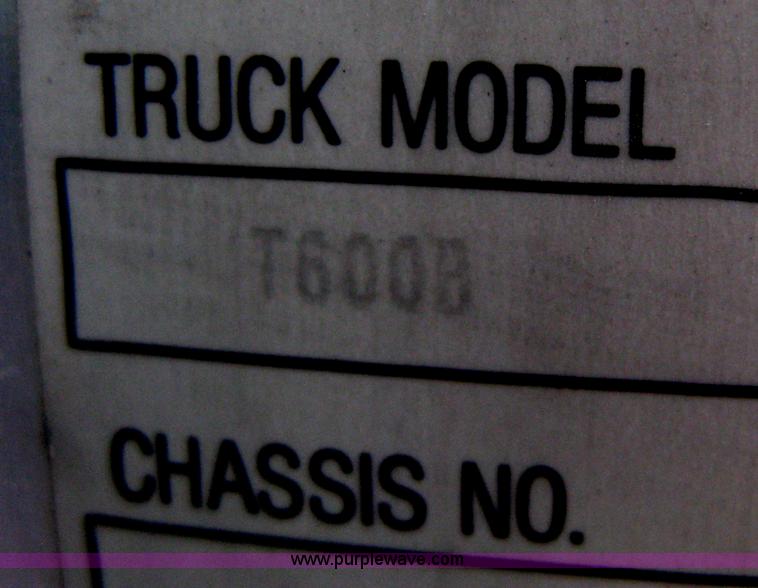 TRUCK MODEL
T600B
CHASSIS NO.
www.purplewave.com